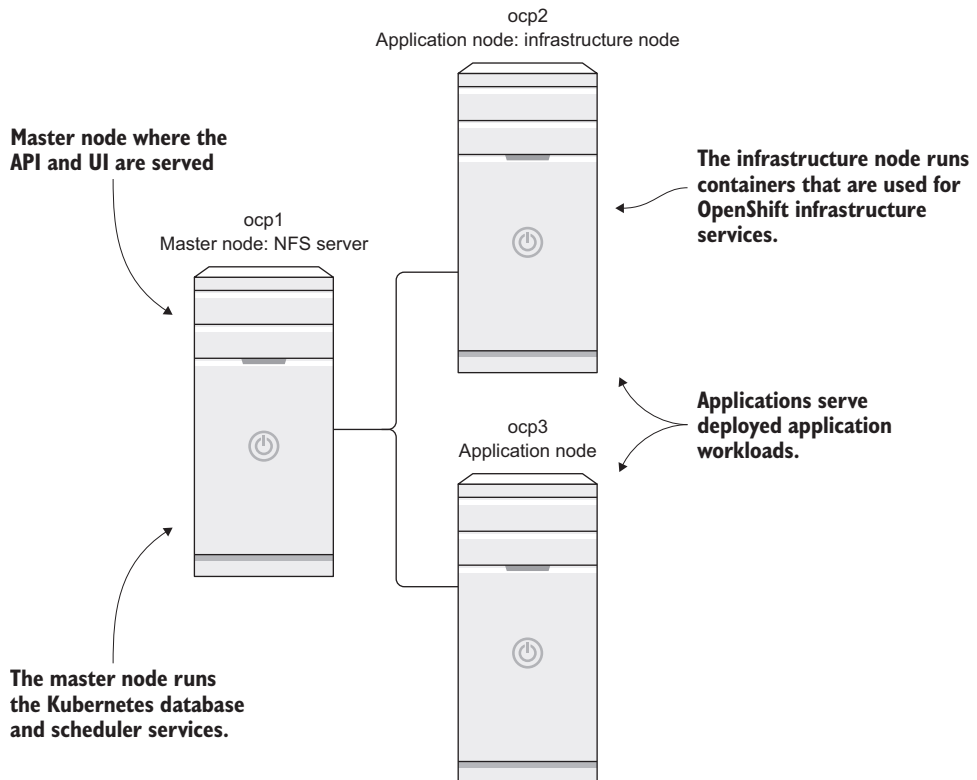 ocp2
Application node: infrastructure node
Master node where the
API and UI are served
The infrastructure node runs
containers that are used for
OpenShift infrastructure
services.
ocp1
Master node: NFS server
Applications serve
deployed application
workloads.
ocp3
Application node
The master node runs
the Kubernetes database
and scheduler services.